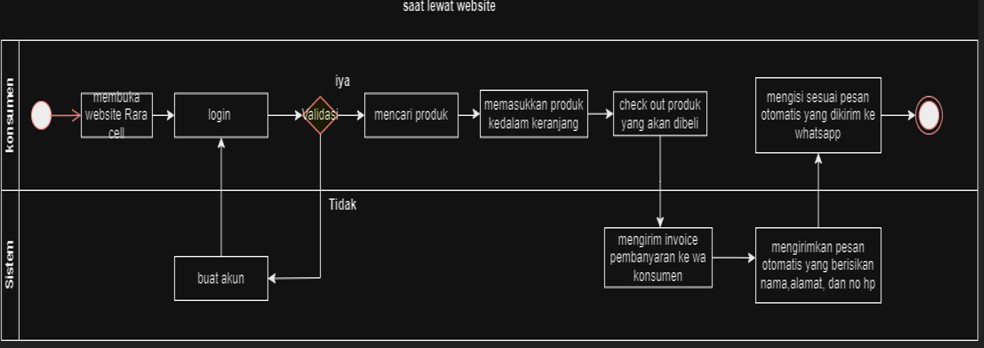 saat lewat website
konsumen
membuka
website Rara
cell
login
iya
Validasi
mencari produk
memasukkan produk
kedalam keranjang
check out produk
yang akan dibeli
mengisi sesuai pesan
otomatis yang dikirim ke
whatsapp
Sistem
Tidak
buat akun
mengirim invoice
pembanyaran ke wa
konsumen
mengirimkan pesan
otomatis yang berisikan
nama,alamat, dan no hp